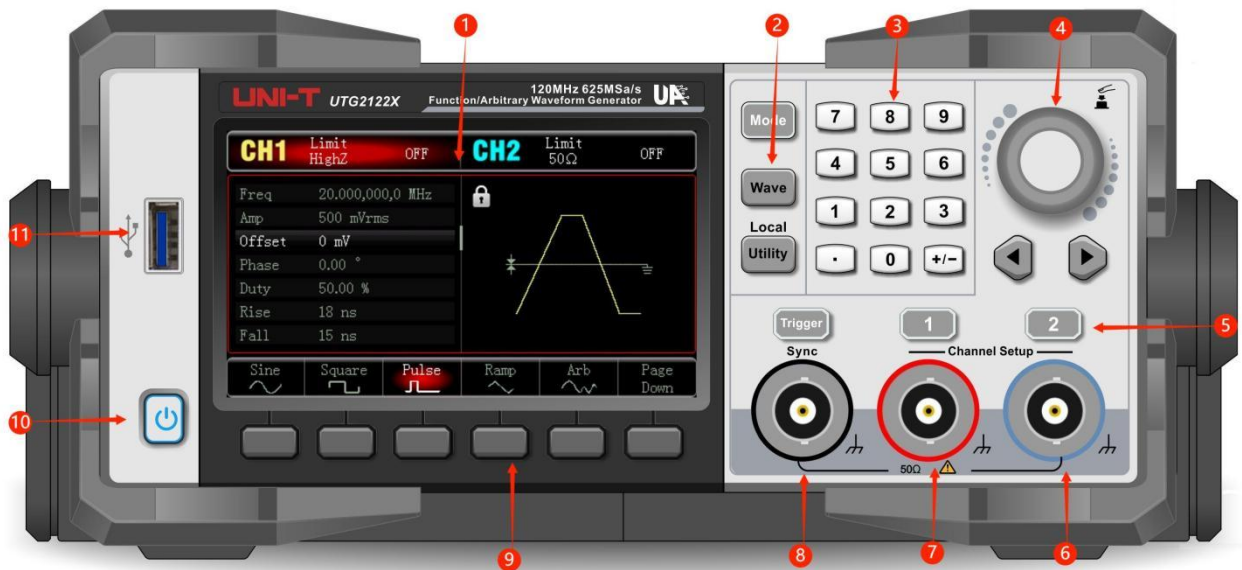 1
2
3
4
UNI-T UTG2122X
120MHz 625MSa/s
Function/Arbitrary Waveform Generator
CH1 Limit HighZ OFF
CH2 Limit 50Ω OFF
Freq 20.000,000,0 MHz
Amp 500 mVrms
Offset 0 mV
Phase 0.00 °
Duty 50.00 %
Rise 18 ns
Fall 15 ns
Sine Square Pulse Ramp Arb Page Down
Mode
Wave
Local
Utility
7 8 9
4 5 6
1 2 3
. 0 +/−
Trigger 1 2
Sync
Channel Setup
50Ω
11
5
10
9
8
7
6